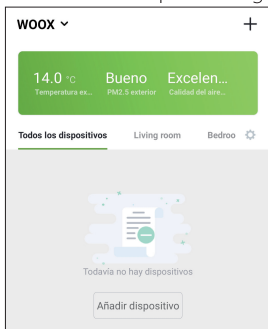 WOOX
14.0 °C Bueno Excelen...
Temperatura ex... PM2.5 exterior Calidad del aire...
Todos los dispositivos Living room Bedroo
Todavía no hay dispositivos
Añadir dispositivo